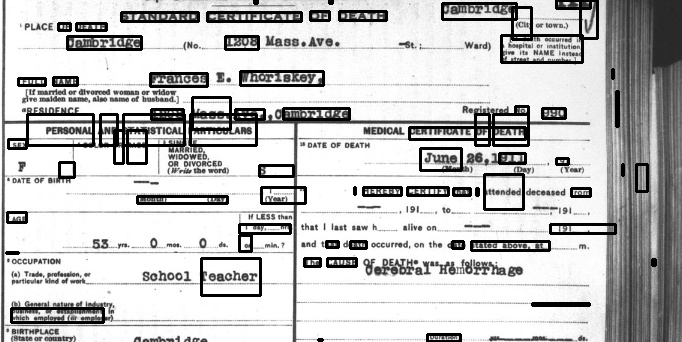 Cambridge
STANDARD CERTIFICATE OF DEATH
(City or town.)
1 PLACE OF DEATH
Cambridge (No. 1208 Mass.Ave. St.; Ward)
death occurred in
a hospital or institution,
give its NAME instead
of street and number.
FULL NAME Frances E. Whoriskey,
[If married or divorced woman or widow
give maiden name, also name of husband.]
RESIDENCE Mass.Ave., Cambridge Registered No. 990
PERSONAL AND STATISTICAL PARTICULARS
MEDICAL CERTIFICATE OF DEATH
SEX
MARRIED,
WIDOWED,
OR DIVORCED
(Write the word)
F S
DATE OF DEATH
June 26, 1911
(Month) (Day) (Year)
DATE OF BIRTH
(Month) (Day) (Year)
I HEREBY CERTIFY that I attended deceased from
, 191 , to , 191 ,
AGE
If LESS than
1 day, hrs.
or min.?
53 yrs. 0 mos. 0 ds.
that I last saw h alive on , 191 ,
and that death occurred, on the date stated above, at m.
The CAUSE OF DEATH* was as follows:
Cerebral Hemorrhage
OCCUPATION
(a) Trade, profession, or
particular kind of work
School Teacher
(b) General nature of industry,
business, or establishment in
which employed (or employer)
Duration ds.
BIRTHPLACE
(State or country)
Cambridge